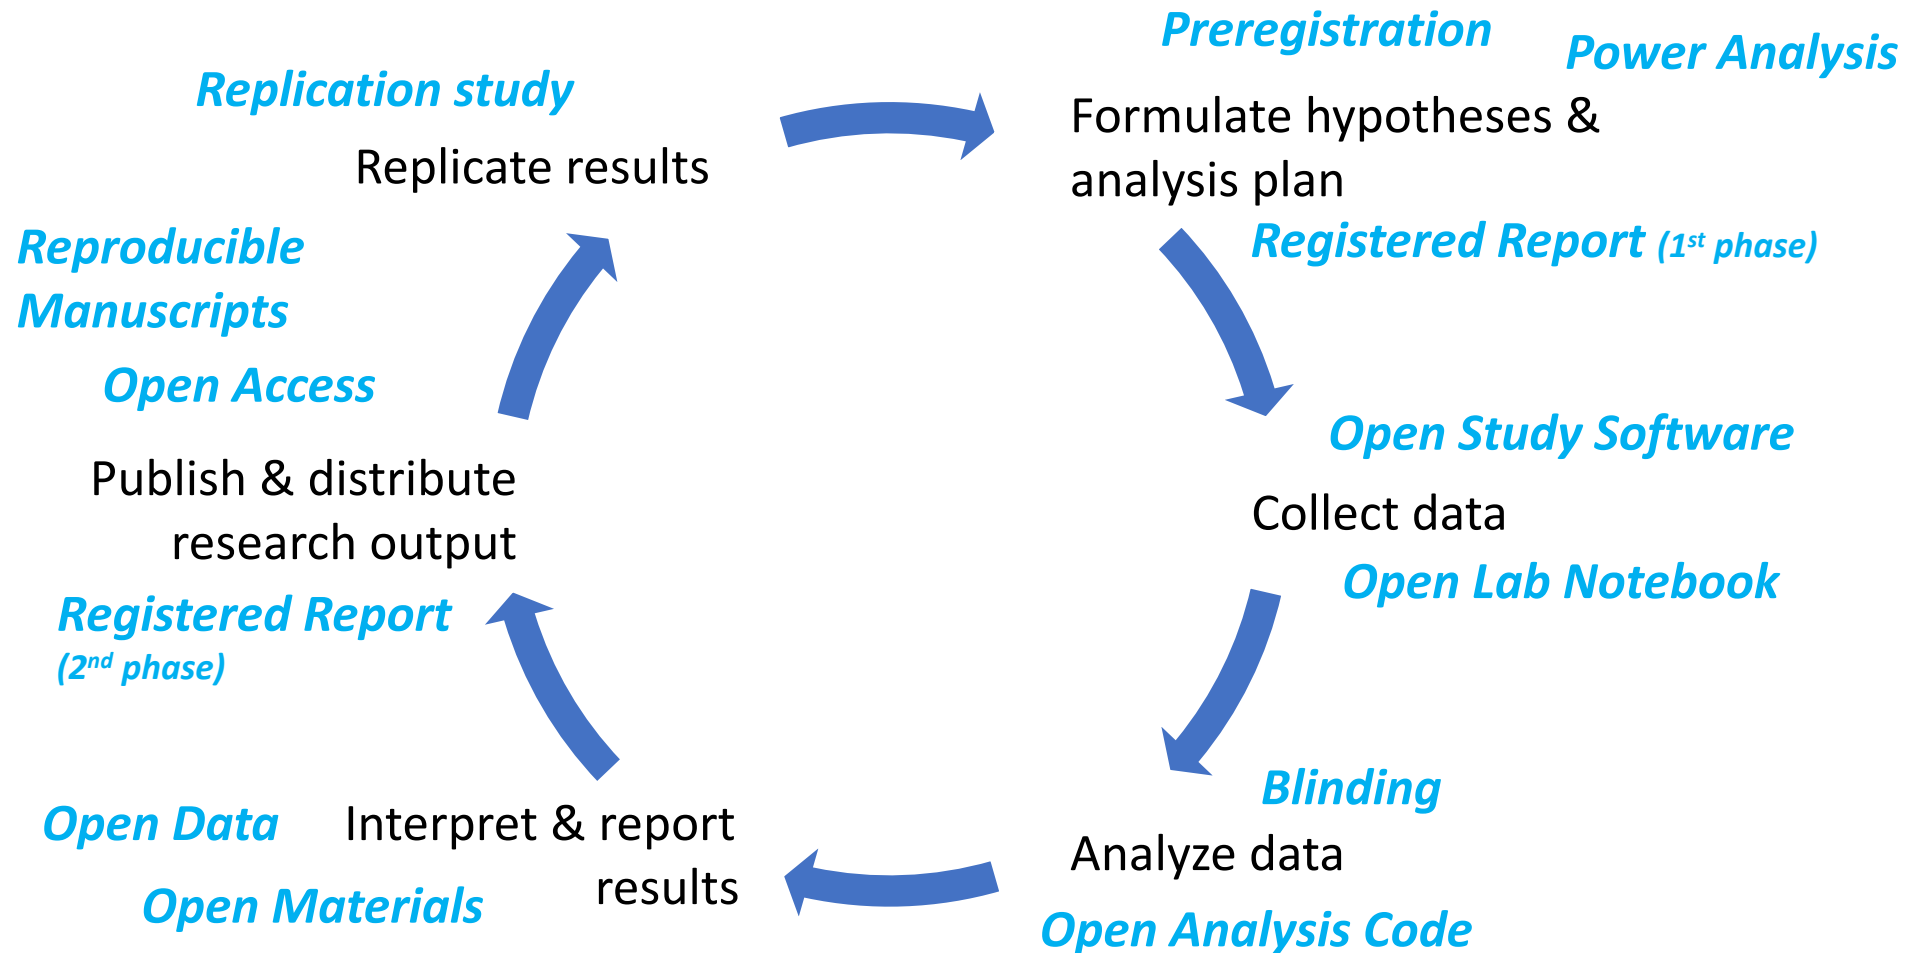 Preregistration
Power Analysis
Formulate hypotheses &
analysis plan
Registered Report (1st phase)
Open Study Software
Collect data
Open Lab Notebook
Blinding
Analyze data
Open Analysis Code
Interpret & report
results
Open Data
Open Materials
Reproducible
Manuscripts
Open Access
Publish & distribute
research output
Registered Report
(2nd phase)
Replication study
Replicate results